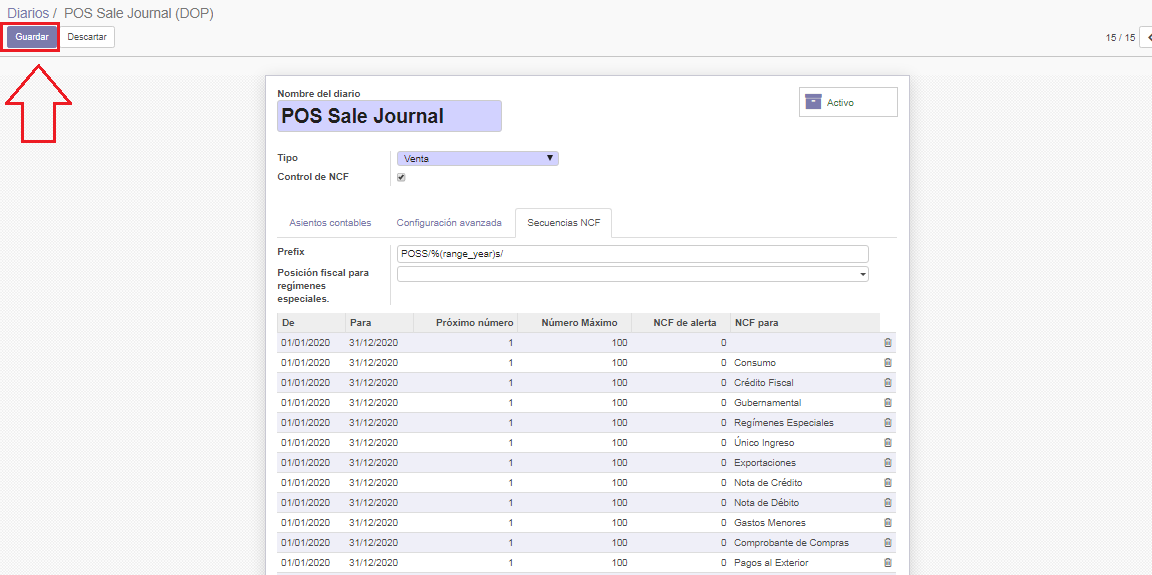 Diarios / POS Sale Journal (DOP)
Guardar Descartar 15 / 15
Nombre del diario
POS Sale Journal
Activo
Tipo Venta
Control de NCF
Asientos contables Configuración avanzada Secuencias NCF
Prefix POSS/%(range_year)s/
Posición fiscal para
regímenes
especiales.
De Para Próximo número Número Máximo NCF de alerta NCF para
01/01/2020 31/12/2020 1 100 0
01/01/2020 31/12/2020 1 100 0 Consumo
01/01/2020 31/12/2020 1 100 0 Crédito Fiscal
01/01/2020 31/12/2020 1 100 0 Gubernamental
01/01/2020 31/12/2020 1 100 0 Regímenes Especiales
01/01/2020 31/12/2020 1 100 0 Único Ingreso
01/01/2020 31/12/2020 1 100 0 Exportaciones
01/01/2020 31/12/2020 1 100 0 Nota de Crédito
01/01/2020 31/12/2020 1 100 0 Nota de Débito
01/01/2020 31/12/2020 1 100 0 Gastos Menores
01/01/2020 31/12/2020 1 100 0 Comprobante de Compras
01/01/2020 31/12/2020 1 100 0 Pagos al Exterior